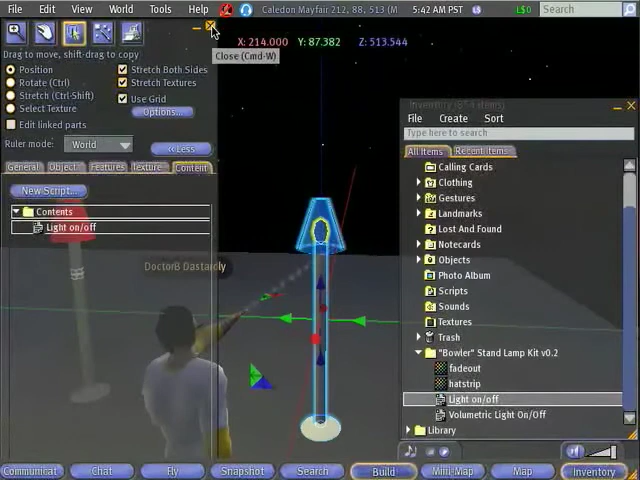 File Edit View World Tools Help Caledon Mayfair 212, 88, 513 (M 5:42 AM PST L$0 Search
X: 214.000 Y: 87.382 Z: 513.544
Close (Cmd-W)
Drag to move, shift-drag to copy
Position
Rotate (Ctrl)
Stretch (Ctrl-Shift)
Select Texture
Edit linked parts
Stretch Both Sides
Stretch Textures
Use Grid
Options...
Ruler mode: World
<< Less
General Object Features Texture Content
New Script...
Contents
Light on/off
DoctorB Dastardly
Inventory
File Create Sort
Type here to search
All Items Recent Items
Calling Cards
Clothing
Gestures
Landmarks
Lost And Found
Notecards
Objects
Photo Album
Scripts
Sounds
Textures
Trash
"Bowler" Stand Lamp Kit v0.2
fadeout
hatstrip
Light on/off
Volumetric Light On/Off
Library
Communicat Chat Fly Snapshot Search Build Mini-Map Map Inventory